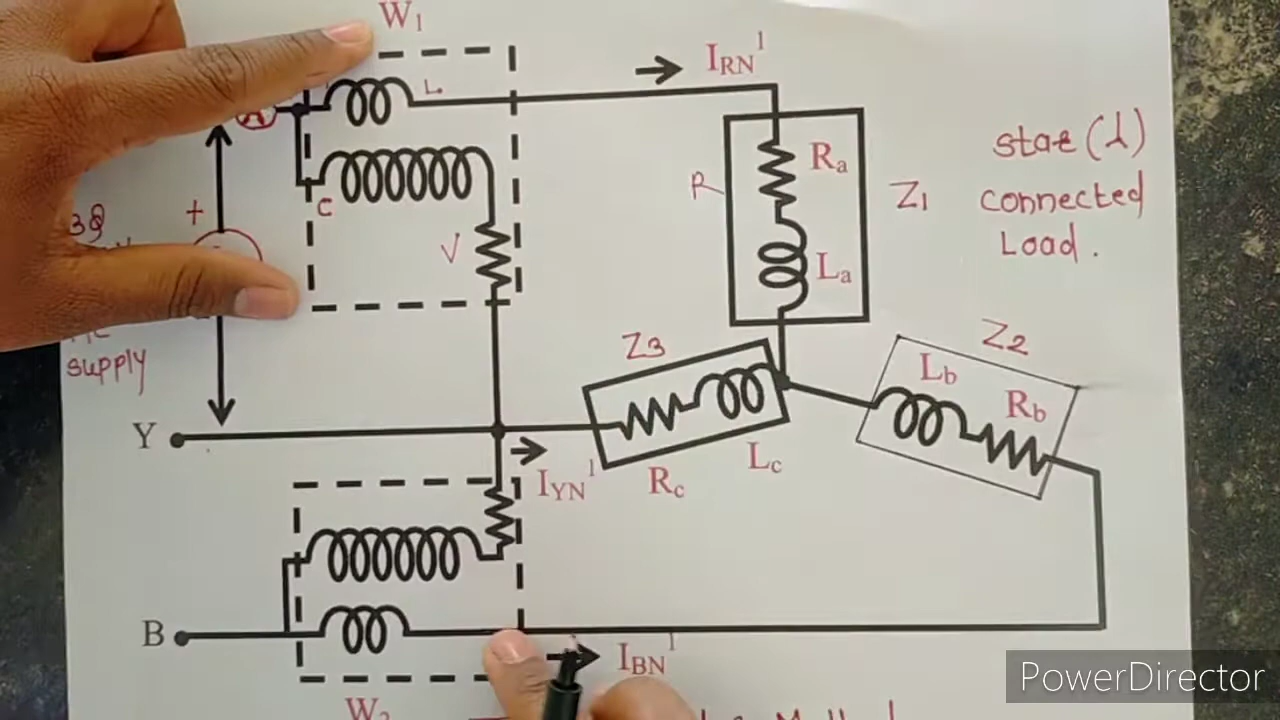 W1
L
A
IRN1
C
+
3Φ
V
R
Ra
La
Z1
star (⅄)
connected
Load.
supply
Y
Z3
Z2
Lb
Rb
IYN1
Rc
Lc
B
IBN1
W2
PowerDirector